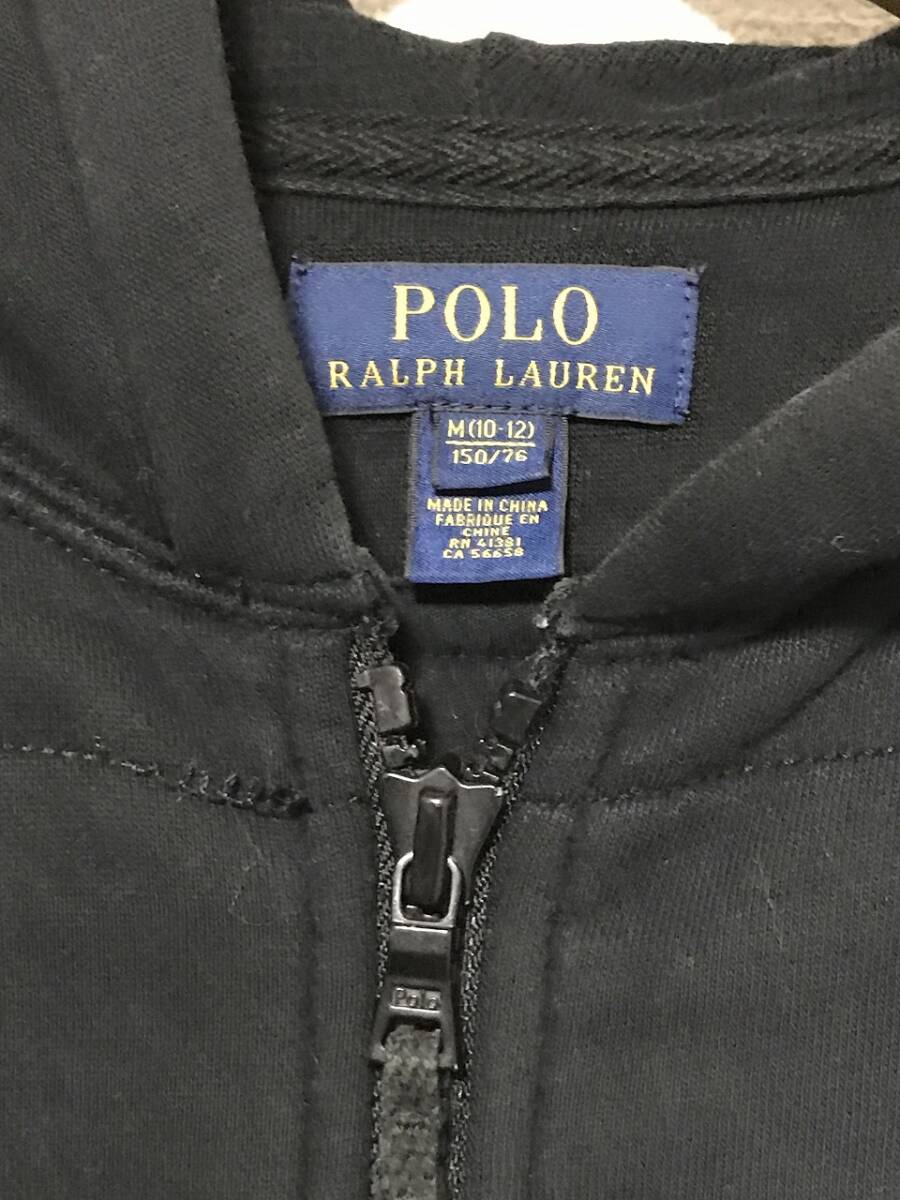 POLO
RALPH LAUREN
M(10-12)
150/76
MADE IN CHINA
FABRIQUE EN
CHINE
RN 41381
CA 56658
Polo